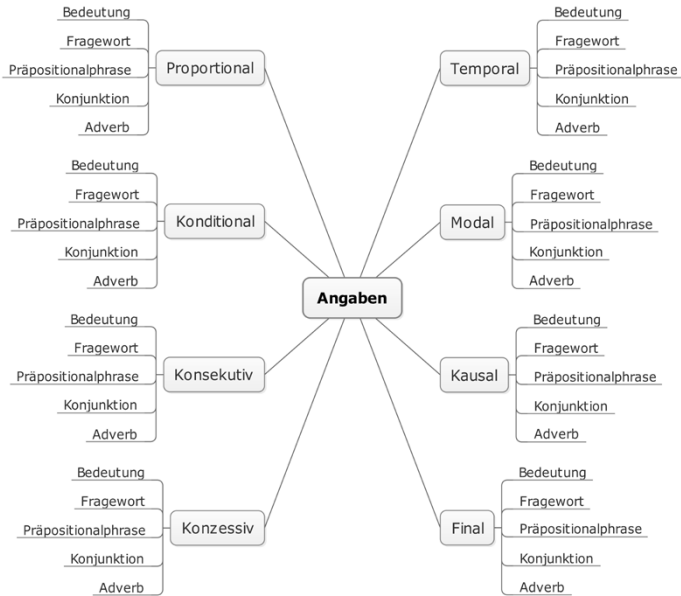 Angaben
Proportional
Bedeutung
Fragewort
Präpositionalphrase
Konjunktion
Adverb
Konditional
Bedeutung
Fragewort
Präpositionalphrase
Konjunktion
Adverb
Konsekutiv
Bedeutung
Fragewort
Präpositionalphrase
Konjunktion
Adverb
Konzessiv
Bedeutung
Fragewort
Präpositionalphrase
Konjunktion
Adverb
Temporal
Bedeutung
Fragewort
Präpositionalphrase
Konjunktion
Adverb
Modal
Bedeutung
Fragewort
Präpositionalphrase
Konjunktion
Adverb
Kausal
Bedeutung
Fragewort
Präpositionalphrase
Konjunktion
Adverb
Final
Bedeutung
Fragewort
Präpositionalphrase
Konjunktion
Adverb